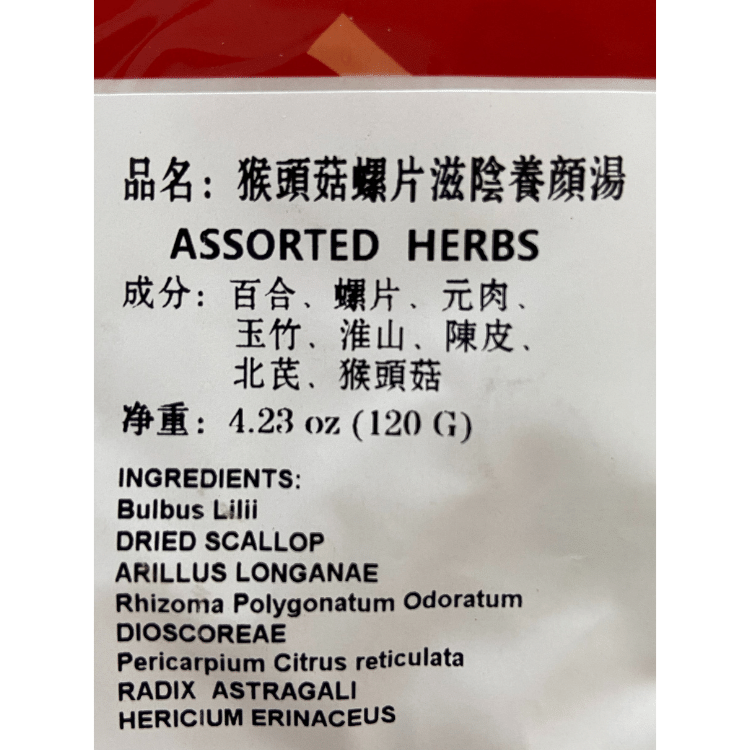 品名：猴頭菇螺片滋陰養顔湯
ASSORTED HERBS
成分：百合、螺片、元肉、
玉竹、淮山、陳皮、
北芪、猴頭菇
净重：4.23 oz (120 G)
INGREDIENTS:
Bulbus Lilii
DRIED SCALLOP
ARILLUS LONGANAE
Rhizoma Polygonatum Odoratum
DIOSCOREAE
Pericarpium Citrus reticulata
RADIX ASTRAGALI
HERICIUM ERINACEUS